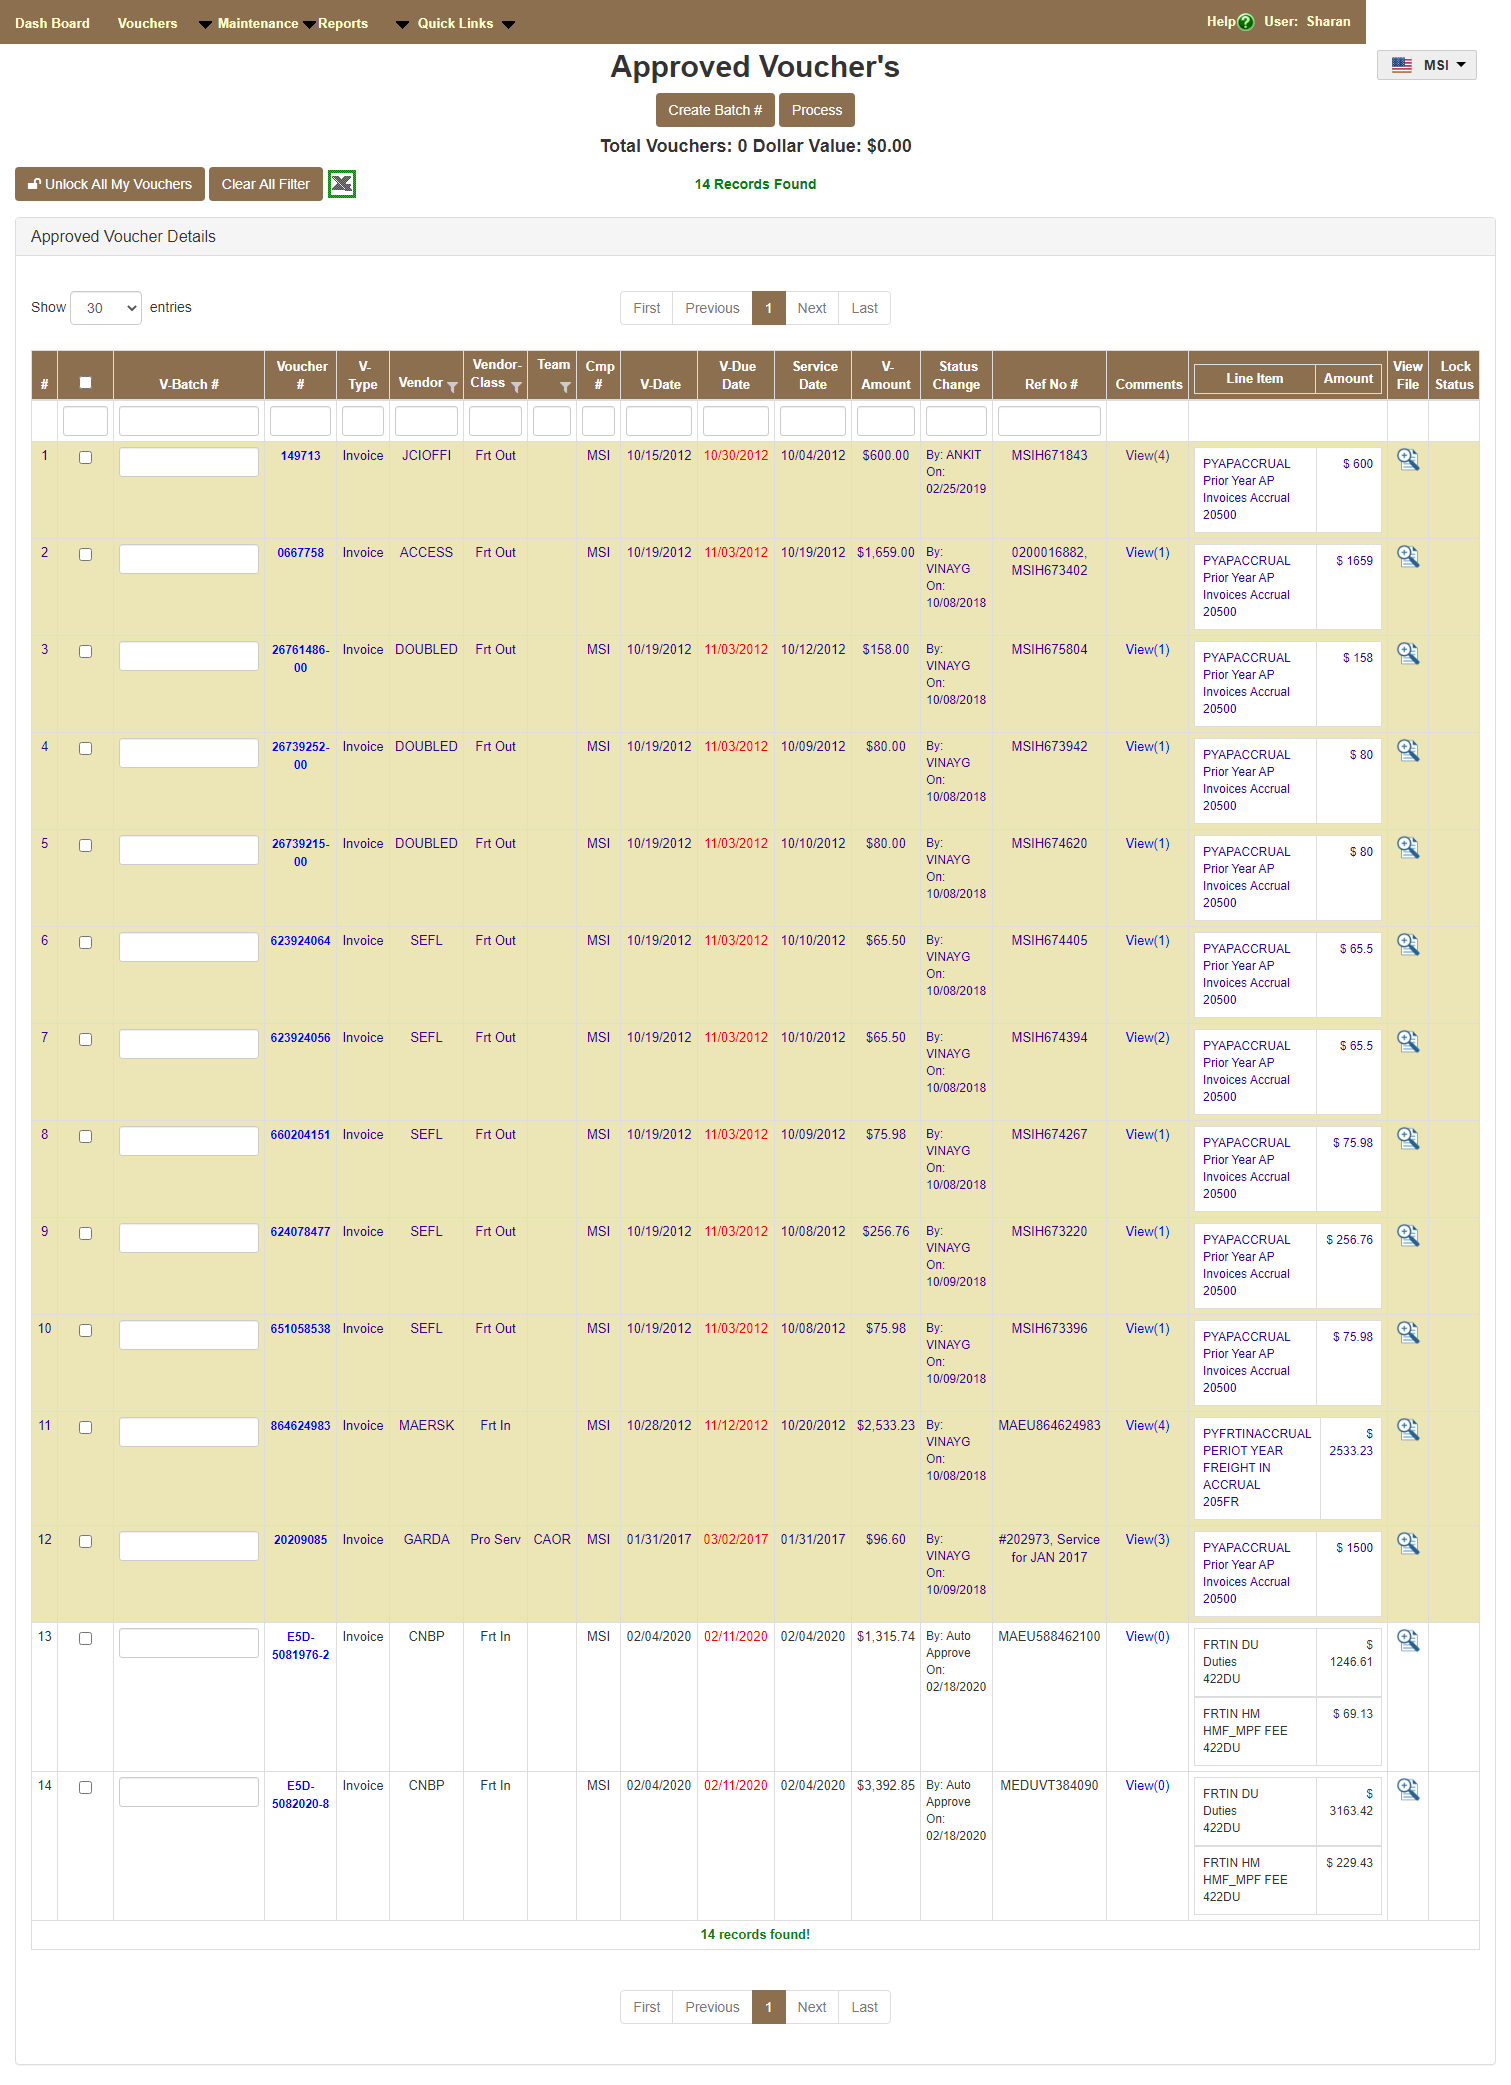 Dash Board Vouchers Maintenance Reports Quick Links Help User: Sharan
Approved Voucher's
MSI
Create Batch # Process
Total Vouchers: 0 Dollar Value: $0.00
Unlock All My Vouchers Clear All Filter
14 Records Found
Approved Voucher Details
Show 30 entries
First Previous 1 Next Last
# V-Batch # Voucher # V-Type Vendor Vendor-Class Team Cmp # V-Date V-Due Date Service Date V-Amount Status Change Ref No # Comments Line Item Amount View File Lock Status
1 149713 Invoice JCIOFFI Frt Out MSI 10/15/2012 10/30/2012 10/04/2012 $600.00 By: ANKIT On: 02/25/2019 MSIH671843 View(4) PYAPACCRUAL Prior Year AP Invoices Accrual 20500 $ 600
2 0667758 Invoice ACCESS Frt Out MSI 10/19/2012 11/03/2012 10/19/2012 $1,659.00 By: VINAYG On: 10/08/2018 0200016882, MSIH673402 View(1) PYAPACCRUAL Prior Year AP Invoices Accrual 20500 $ 1659
3 26761486-00 Invoice DOUBLED Frt Out MSI 10/19/2012 11/03/2012 10/12/2012 $158.00 By: VINAYG On: 10/08/2018 MSIH675804 View(1) PYAPACCRUAL Prior Year AP Invoices Accrual 20500 $ 158
4 26739252-00 Invoice DOUBLED Frt Out MSI 10/19/2012 11/03/2012 10/09/2012 $80.00 By: VINAYG On: 10/08/2018 MSIH673942 View(1) PYAPACCRUAL Prior Year AP Invoices Accrual 20500 $ 80
5 26739215-00 Invoice DOUBLED Frt Out MSI 10/19/2012 11/03/2012 10/10/2012 $80.00 By: VINAYG On: 10/08/2018 MSIH674620 View(1) PYAPACCRUAL Prior Year AP Invoices Accrual 20500 $ 80
6 623924064 Invoice SEFL Frt Out MSI 10/19/2012 11/03/2012 10/10/2012 $65.50 By: VINAYG On: 10/08/2018 MSIH674405 View(1) PYAPACCRUAL Prior Year AP Invoices Accrual 20500 $ 65.5
7 623924056 Invoice SEFL Frt Out MSI 10/19/2012 11/03/2012 10/10/2012 $65.50 By: VINAYG On: 10/08/2018 MSIH674394 View(2) PYAPACCRUAL Prior Year AP Invoices Accrual 20500 $ 65.5
8 660204151 Invoice SEFL Frt Out MSI 10/19/2012 11/03/2012 10/09/2012 $75.98 By: VINAYG On: 10/08/2018 MSIH674267 View(1) PYAPACCRUAL Prior Year AP Invoices Accrual 20500 $ 75.98
9 624078477 Invoice SEFL Frt Out MSI 10/19/2012 11/03/2012 10/08/2012 $256.76 By: VINAYG On: 10/09/2018 MSIH673220 View(1) PYAPACCRUAL Prior Year AP Invoices Accrual 20500 $ 256.76
10 651058538 Invoice SEFL Frt Out MSI 10/19/2012 11/03/2012 10/08/2012 $75.98 By: VINAYG On: 10/09/2018 MSIH673396 View(1) PYAPACCRUAL Prior Year AP Invoices Accrual 20500 $ 75.98
11 864624983 Invoice MAERSK Frt In MSI 10/28/2012 11/12/2012 10/20/2012 $2,533.23 By: VINAYG On: 10/08/2018 MAEU864624983 View(4) PYFRTINACCRUAL PERIOT YEAR FREIGHT IN ACCRUAL 205FR $ 2533.23
12 20209085 Invoice GARDA Pro Serv CAOR MSI 01/31/2017 03/02/2017 01/31/2017 $96.60 By: VINAYG On: 10/09/2018 #202973, Service for JAN 2017 View(3) PYAPACCRUAL Prior Year AP Invoices Accrual 20500 $ 1500
13 E5D-5081976-2 Invoice CNBP Frt In MSI 02/04/2020 02/11/2020 02/04/2020 $1,315.74 By: Auto Approve On: 02/18/2020 MAEU588462100 View(0) FRTIN DU Duties 422DU $ 1246.61
FRTIN HM HMF_MPF FEE 422DU $ 69.13
14 E5D-5082020-8 Invoice CNBP Frt In MSI 02/04/2020 02/11/2020 02/04/2020 $3,392.85 By: Auto Approve On: 02/18/2020 MEDUVT384090 View(0) FRTIN DU Duties 422DU $ 3163.42
FRTIN HM HMF_MPF FEE 422DU $ 229.43
14 records found!
First Previous 1 Next Last